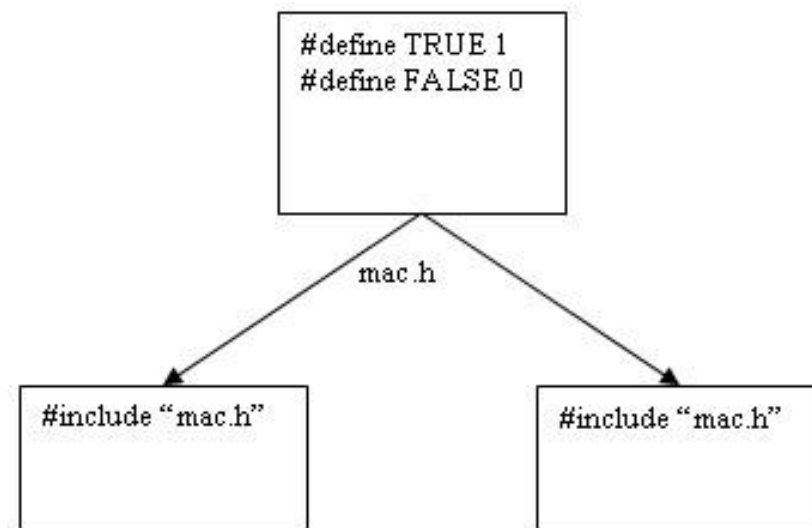 #define TRUE 1
#define FALSE 0
mac.h
#include “mac.h”
#include “mac.h”